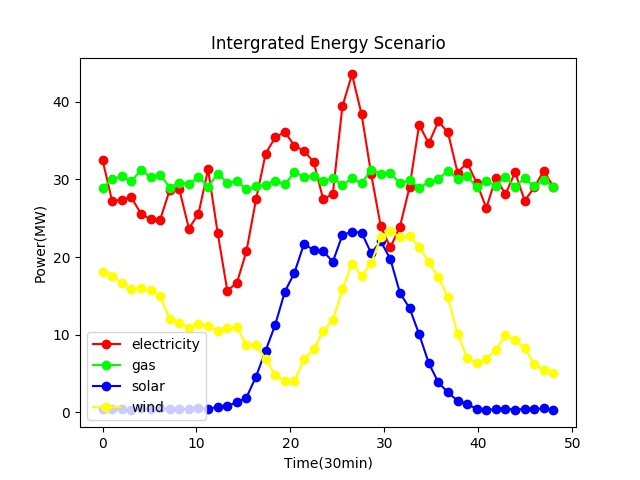 Intergrated Energy Scenario
Power(MW)
40
30
20
10
0
electricity
gas
solar
wind
0 10 20 30 40 50
Time(30min)